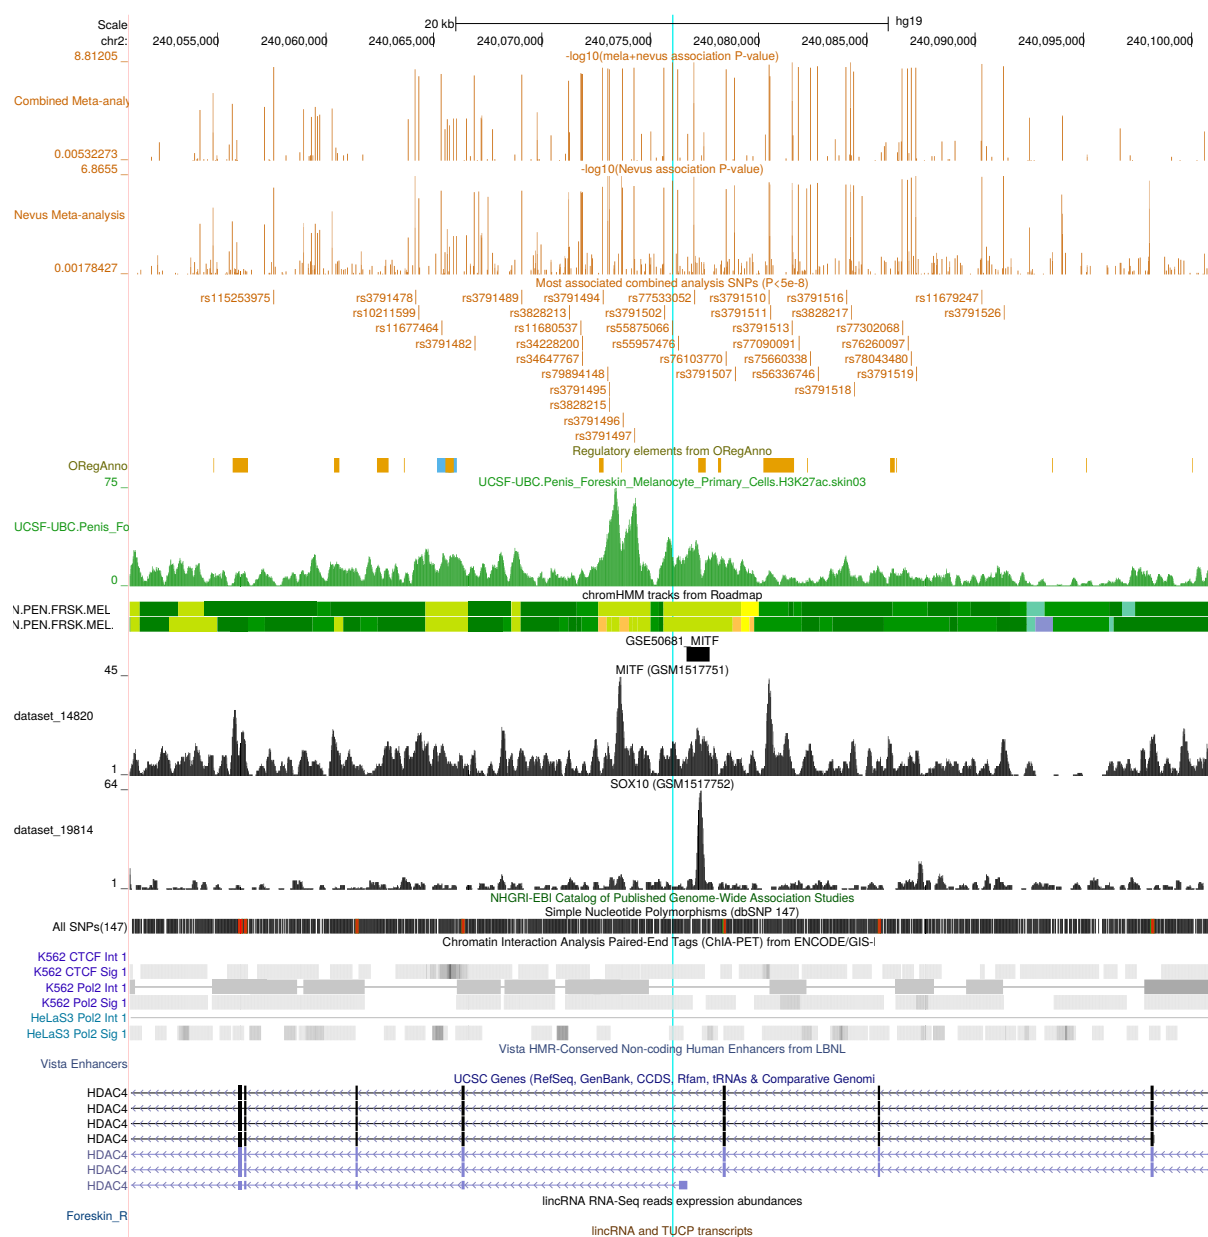 Scale 20 kb hg19
chr2: 240,055,000 240,060,000 240,065,000 240,070,000 240,075,000 240,080,000 240,085,000 240,090,000 240,095,000 240,100,000
8.81205 -log10(mela+nevus association P-value)
Combined Meta-analy
0.00532273
6.8655 -log10(Nevus association P-value)
Nevus Meta-analysis
0.00178427
Most associated combined analysis SNPs (P<5e-8)
rs115253975 rs3791478 rs3791489 rs3791494 rs77533052 rs3791510 rs3791516 rs11679247
rs10211599 rs3828213 rs3791502 rs3791511 rs3828217 rs3791526
rs11677464 rs11680537 rs55875066 rs3791513 rs77302068
rs3791482 rs34228200 rs55957476 rs77090091 rs76260097
rs34647767 rs76103770 rs75660338 rs78043480
rs79894148 rs3791507 rs56336746 rs3791519
rs3791495 rs3791518
rs3828215
rs3791496
rs3791497
Regulatory elements from ORegAnno
ORegAnno
75 UCSF-UBC.Penis_Foreskin_Melanocyte_Primary_Cells.H3K27ac.skin03
UCSF-UBC.Penis_Fo
0
chromHMM tracks from Roadmap
N.PEN.FRSK.MEL
N.PEN.FRSK.MEL.
GSE50681_MITF
45 MITF (GSM1517751)
dataset_14820
1
64 SOX10 (GSM1517752)
dataset_19814
1
NHGRI-EBI Catalog of Published Genome-Wide Association Studies
Simple Nucleotide Polymorphisms (dbSNP 147)
All SNPs(147)
Chromatin Interaction Analysis Paired-End Tags (ChIA-PET) from ENCODE/GIS-
K562 CTCF Int 1
K562 CTCF Sig 1
K562 Pol2 Int 1
K562 Pol2 Sig 1
HeLaS3 Pol2 Int 1
HeLaS3 Pol2 Sig 1
Vista HMR-Conserved Non-coding Human Enhancers from LBNL
Vista Enhancers
UCSC Genes (RefSeq, GenBank, CCDS, Rfam, tRNAs & Comparative Genomi
HDAC4
HDAC4
HDAC4
HDAC4
HDAC4
HDAC4
HDAC4
lincRNA RNA-Seq reads expression abundances
Foreskin_R
lincRNA and TUCP transcripts